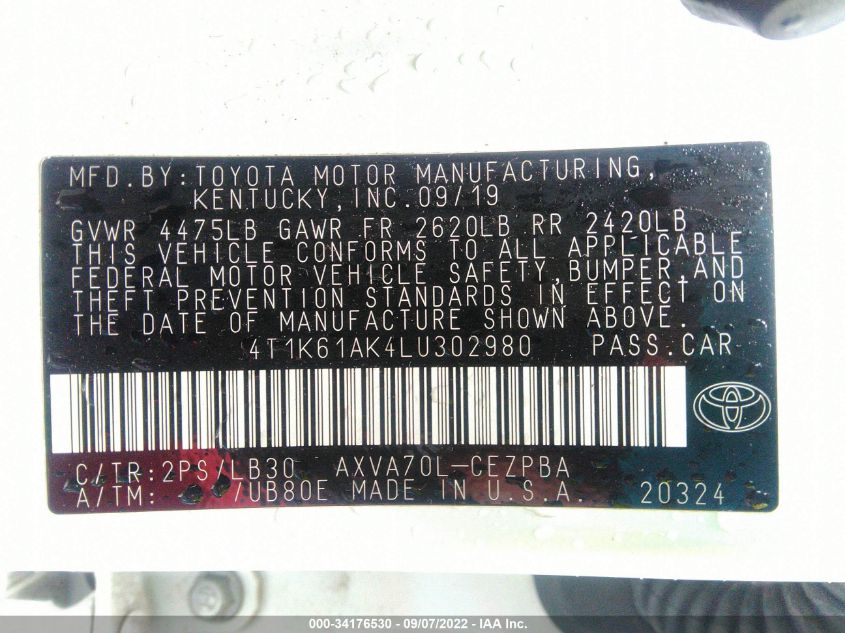 MFD.BY:TOYOTA MOTOR MANUFACTURING,
KENTUCKY,INC.09/19
GVWR 4475LB GAWR FR 2620LB RR 2420LB
THIS VEHICLE CONFORMS TO ALL APPLICABLE
FEDERAL MOTOR VEHICLE SAFETY,BUMPER,AND
THEFT PREVENTION STANDARDS IN EFFECT ON
THE DATE OF MANUFACTURE SHOWN ABOVE.
4T1K61AK4LU302980 PASS.CAR
C/TR:2PS/LB30 AXVA70L-CEZPBA
A/TM: /UB80E MADE IN U.S.A. 20324
000-34176530 - 09/07/2022 - IAA Inc.